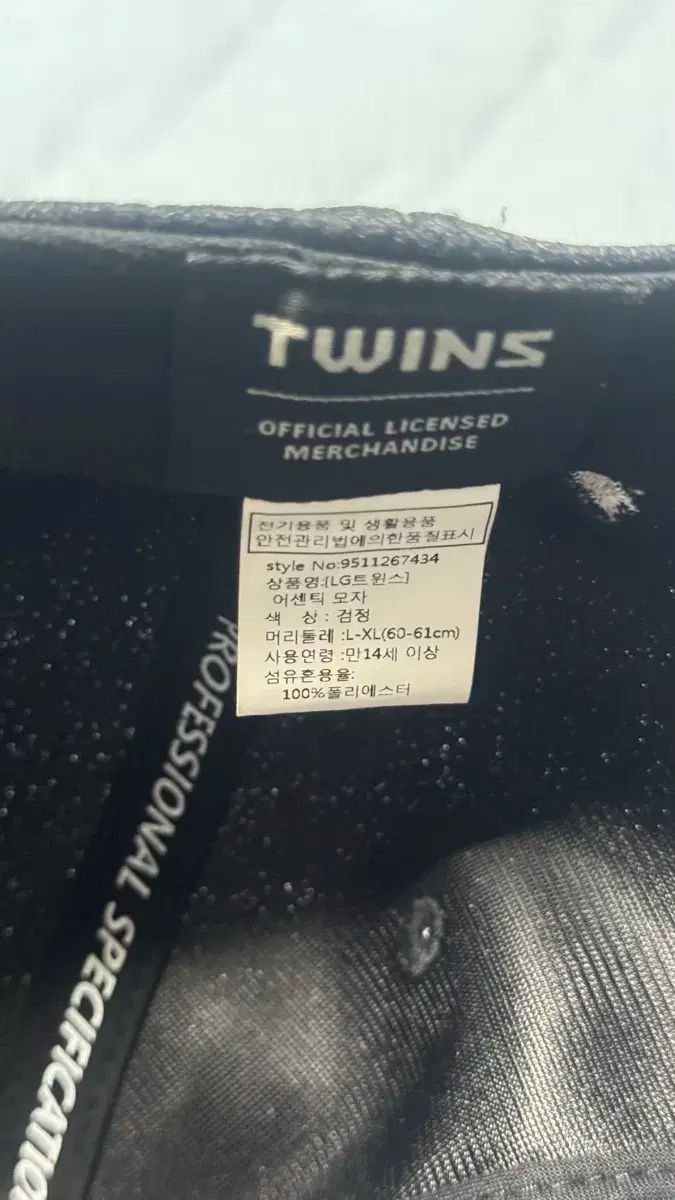 TWINS
OFFICIAL LICENSED
MERCHANDISE
전기용품 및 생활용품
안전관리법에의한품질표시
style No:9511267434
상품명:[LG트윈스]
어센틱 모자
색 상 : 검정
머리둘레 :L-XL(60-61cm)
사용연령 :만14세 이상
섬유혼용율:
100%폴리에스터
PROFESSIONAL SPECIFICATIO